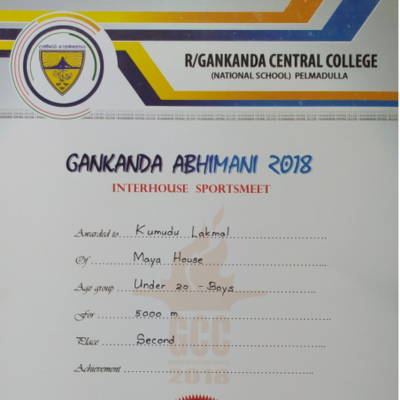 R/GANKANDA CENTRAL COLLEGE
(NATIONAL SCHOOL) PELMADULLA
GANKANDA ABHIMANI 2018
INTERHOUSE SPORTSMEET
Awarded to Kumudu Lakmal
Of Maya House
Age group Under 20 - Boys
For 5000 m
Place Second
Achievement
GCC
2018